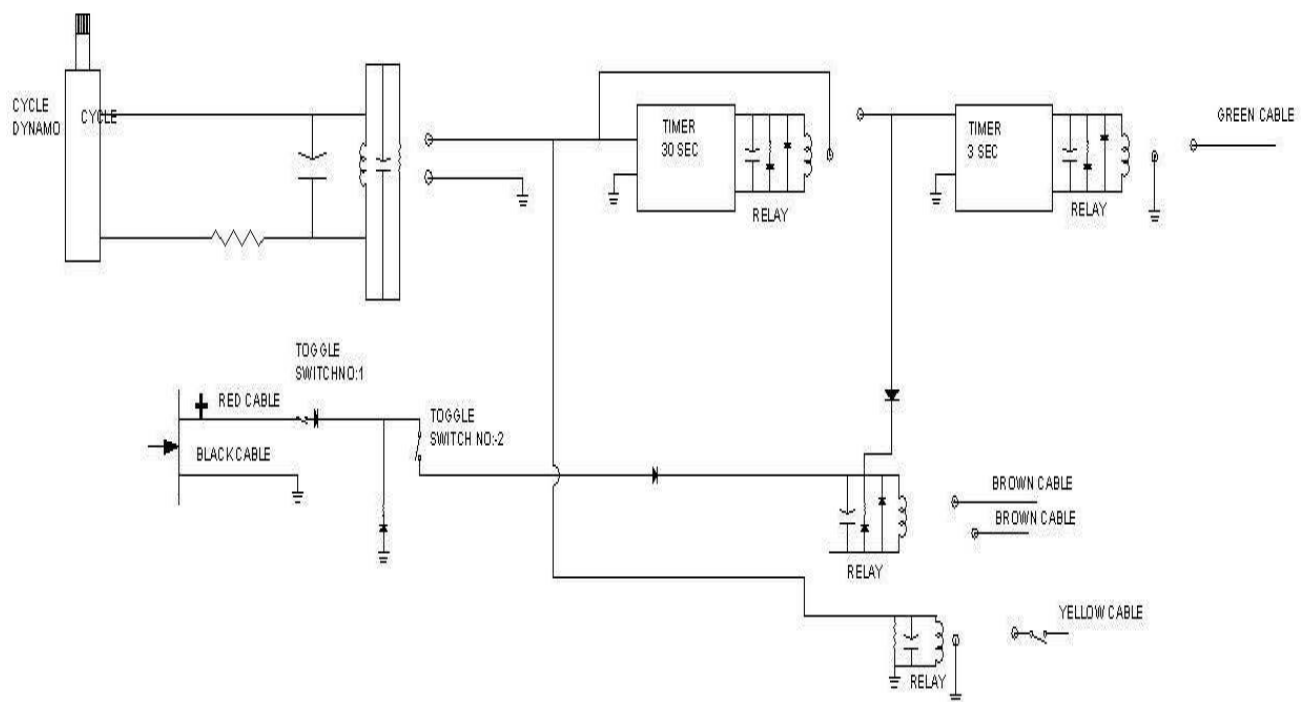 CYCLE
DYNAMO
CYCLE
TIMER
30 SEC
RELAY
TIMER
3 SEC
RELAY
GREEN CABLE
TOGGLE
SWITCHNO:1
RED CABLE
BLACKCABLE
TOGGLE
SWITCH NO:-2
BROWN CABLE
BROWN CABLE
RELAY
YELLOW CABLE
RELAY